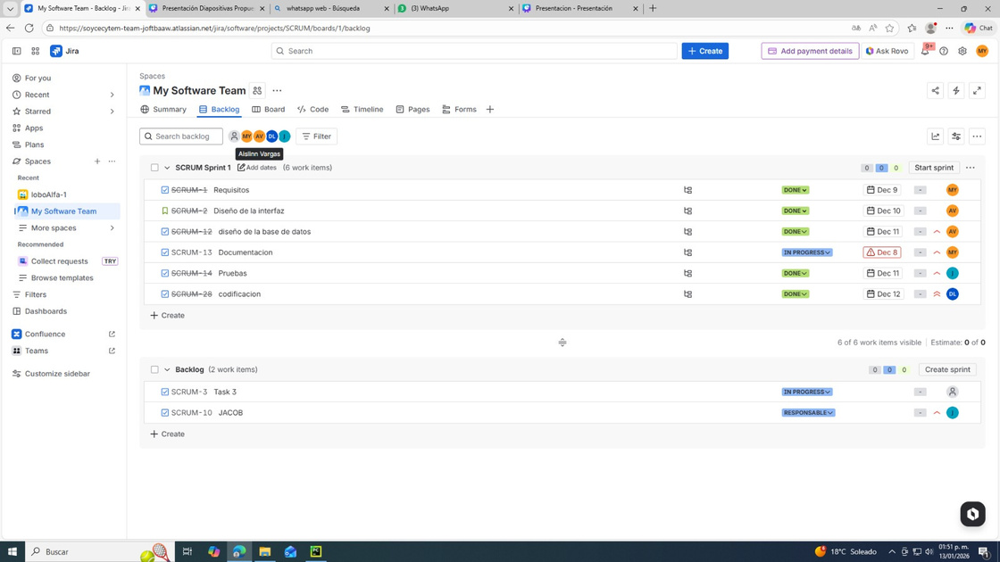 My Software Team - Backlog - Jira
Presentación Diapositivas Propues
whatsapp web - Búsqueda
(3) WhatsApp
Presentacion - Presentación
https://soycecytem-team-joftbaaw.atlassian.net/jira/software/projects/SCRUM/boards/1/backlog
Chat
Jira
Search
Create
Add payment details
Ask Rovo
9+
MY
For you
Recent
Starred
Apps
Plans
Spaces
Recent
loboAlfa-1
My Software Team
More spaces
Recommended
Collect requests TRY
Browse templates
Filters
Dashboards
Confluence
Teams
Customize sidebar
Spaces
My Software Team
Summary Backlog Board Code Timeline Pages Forms
Search backlog MY AV DL J Filter
Aislinn Vargas
SCRUM Sprint 1 Add dates (6 work items) 0 0 0 Start sprint
SCRUM-1 Requisitos DONE Dec 9 - MY
SCRUM-2 Diseño de la interfaz DONE Dec 10 - AV
SCRUM-12 diseño de la base de datos DONE Dec 11 - AV
SCRUM-13 Documentacion IN PROGRESS Dec 8 - MY
SCRUM-14 Pruebas DONE Dec 11 - J
SCRUM-28 codificacion DONE Dec 12 - DL
Create
6 of 6 work items visible Estimate: 0 of 0
Backlog (2 work items) 0 0 0 Create sprint
SCRUM-3 Task 3 IN PROGRESS -
SCRUM-10 JACOB RESPONSABLE - J
Create
Buscar
PC
18°C Soleado
01:51 p. m.
13/01/2026